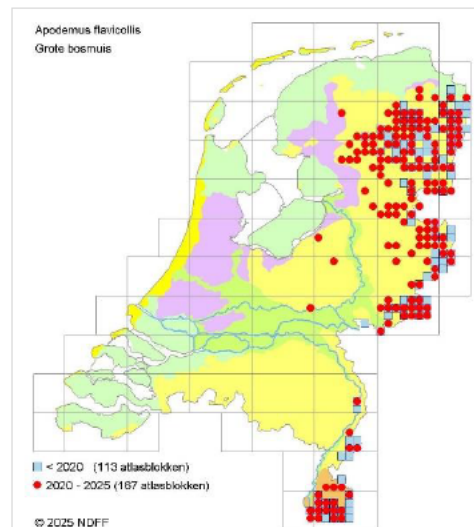 Apodemus flavicollis
Grote bosmuis
< 2020 (113 atlasblokken)
2020 - 2025 (167 atlasblokken)
© 2025 NDFF